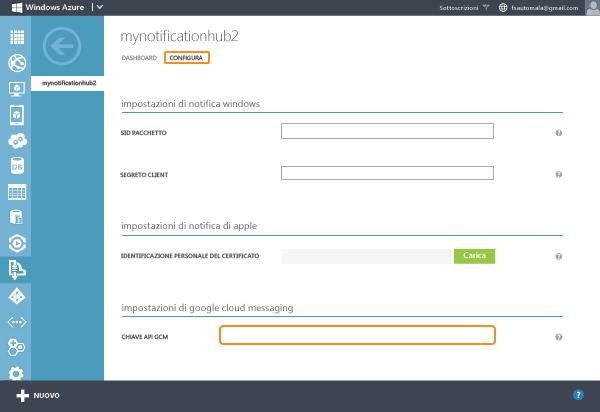 Windows Azure
Sottoscrizioni
fsautomala@gmail.com
mynotificationhub2
mynotificationhub2
DASHBOARD CONFIGURA
impostazioni di notifica windows
SID PACCHETTO
?
SEGRETO CLIENT
?
impostazioni di notifica di apple
IDENTIFICAZIONE PERSONALE DEL CERTIFICATO
Carica
?
impostazioni di google cloud messaging
CHIAVE API GCM
?
DB
NUOVO
?